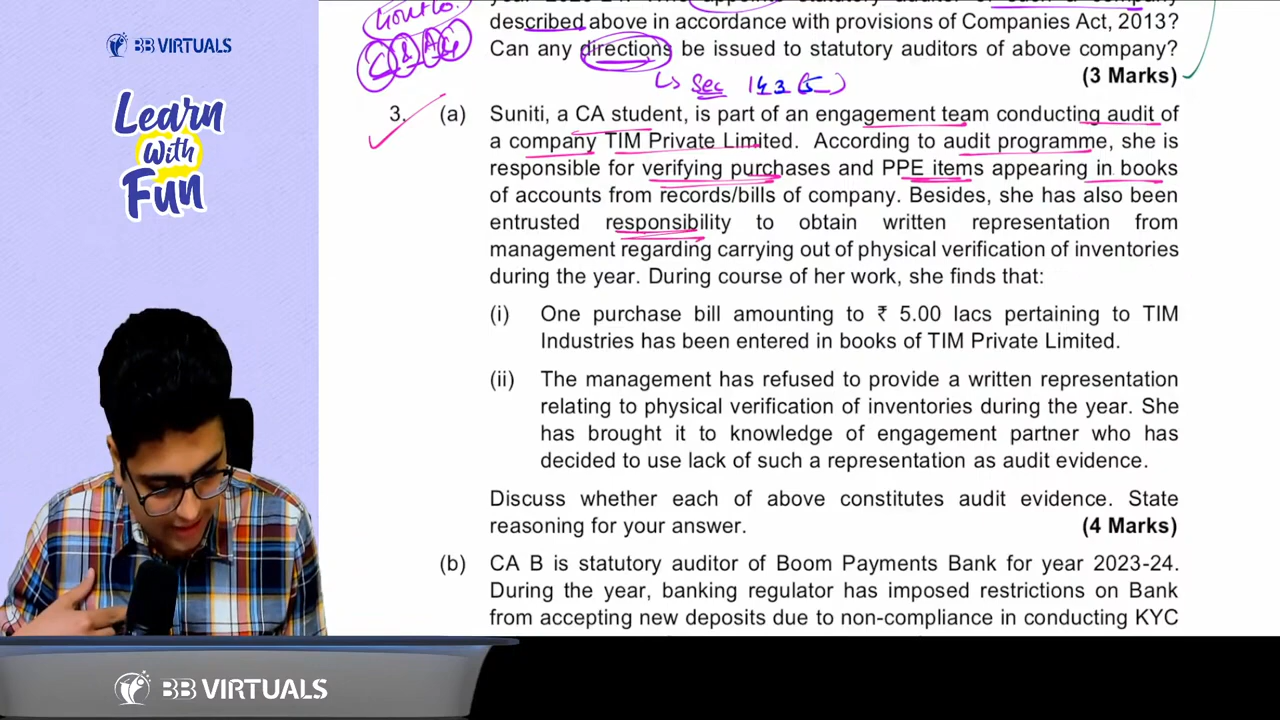 BB VIRTUALS
Learn
With
Fun
described above in accordance with provisions of Companies Act, 2013?
C & AG
Can any directions be issued to statutory auditors of above company?
(3 Marks)
↳ Sec 143 (5)
3. (a) Suniti, a CA student, is part of an engagement team conducting audit of
a company TIM Private Limited. According to audit programme, she is
responsible for verifying purchases and PPE items appearing in books
of accounts from records/bills of company. Besides, she has also been
entrusted responsibility to obtain written representation from
management regarding carrying out of physical verification of inventories
during the year. During course of her work, she finds that:
(i) One purchase bill amounting to ₹ 5.00 lacs pertaining to TIM
Industries has been entered in books of TIM Private Limited.
(ii) The management has refused to provide a written representation
relating to physical verification of inventories during the year. She
has brought it to knowledge of engagement partner who has
decided to use lack of such a representation as audit evidence.
Discuss whether each of above constitutes audit evidence. State
reasoning for your answer. (4 Marks)
(b) CA B is statutory auditor of Boom Payments Bank for year 2023-24.
During the year, banking regulator has imposed restrictions on Bank
from accepting new deposits due to non-compliance in conducting KYC
BB VIRTUALS